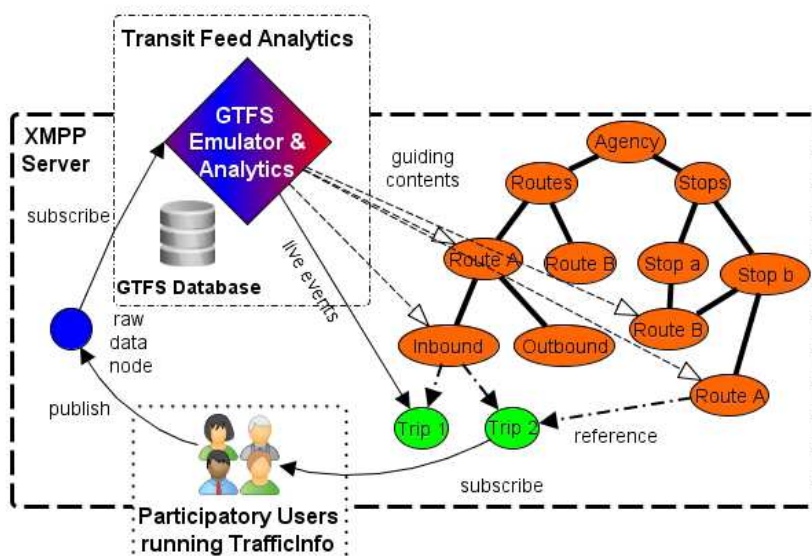 Transit Feed Analytics
GTFS
Emulator &
Analytics
XMPP
Server
subscribe
GTFS Database
guiding
contents
live events
raw
data
node
publish
Agency
Routes
Stops
Route A
Route B
Stop a
Stop b
Route B
Inbound
Outbound
Route A
Trip 1
Trip 2
reference
subscribe
Participatory Users
running TrafficInfo